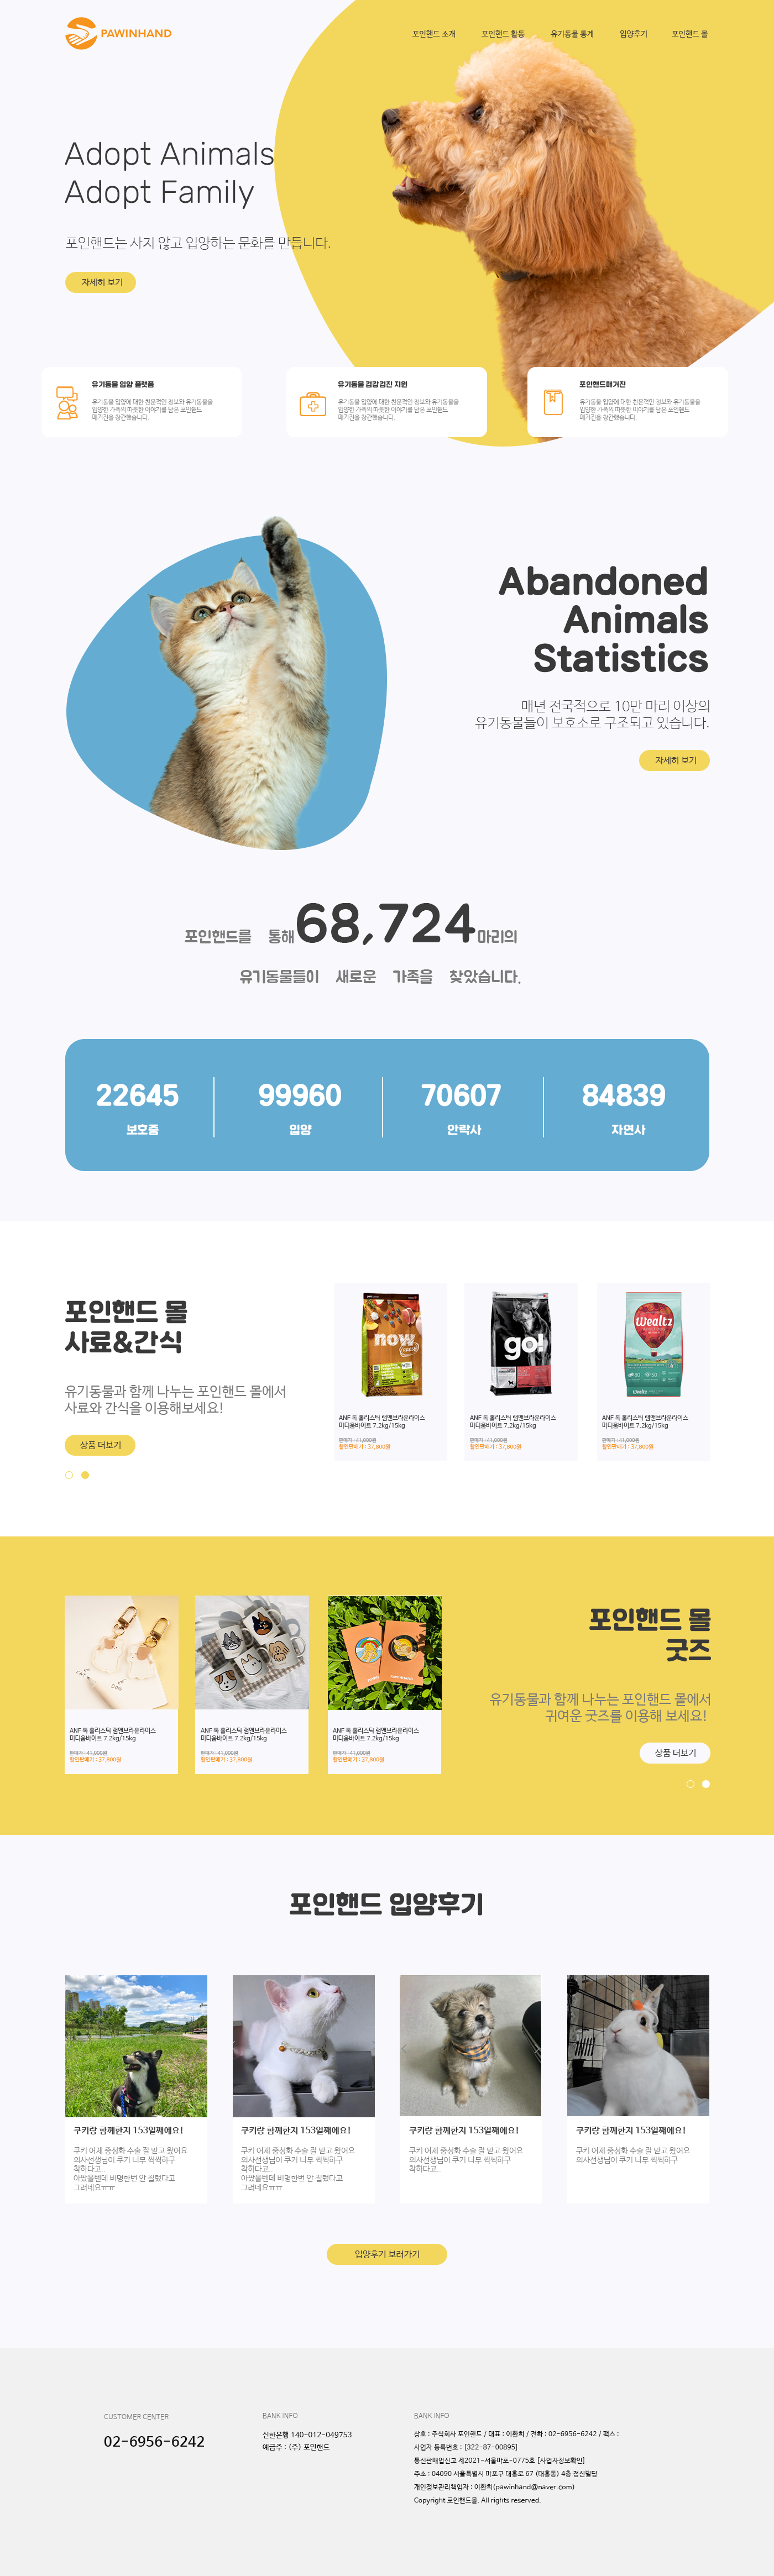 PAWINHAND
포인핸드 소개
포인핸드 활동
유기동물 통계
입양후기
포인핸드 몰
Adopt Animals
Adopt Family
포인핸드는 사지 않고 입양하는 문화를 만듭니다.
자세히 보기
유기동물 입양 플랫폼
유기동물 입양에 대한 전문적인 정보와 유기동물을
입양한 가족의 따뜻한 이야기를 담은 포인핸드
매거진을 창간했습니다.
유기동물 검강검진 지원
유기동물 입양에 대한 전문적인 정보와 유기동물을
입양한 가족의 따뜻한 이야기를 담은 포인핸드
매거진을 창간했습니다.
포인핸드매거진
유기동물 입양에 대한 전문적인 정보와 유기동물을
입양한 가족의 따뜻한 이야기를 담은 포인핸드
매거진을 창간했습니다.
Abandoned
Animals
Statistics
매년 전국적으로 10만 마리 이상의
유기동물들이 보호소로 구조되고 있습니다.
자세히 보기
포인핸드를 통해 68,724 마리의
유기동물들이 새로운 가족을 찾았습니다.
22645
보호중
99960
입양
70607
안락사
84839
자연사
포인핸드 몰
사료&간식
유기동물과 함께 나누는 포인핸드 몰에서
사료와 간식을 이용해보세요!
상품 더보기
now
ANF 독 홀리스틱 램앤브라운라이스
미디움바이트 7.2kg/15kg
판매가 : 41,000원
할인판매가 : 37,800원
go!
ANF 독 홀리스틱 램앤브라운라이스
미디움바이트 7.2kg/15kg
판매가 : 41,000원
할인판매가 : 37,800원
Wealtz
ANF 독 홀리스틱 램앤브라운라이스
미디움바이트 7.2kg/15kg
판매가 : 41,000원
할인판매가 : 37,800원
ANF 독 홀리스틱 램앤브라운라이스
미디움바이트 7.2kg/15kg
판매가 : 41,000원
할인판매가 : 37,800원
ANF 독 홀리스틱 램앤브라운라이스
미디움바이트 7.2kg/15kg
판매가 : 41,000원
할인판매가 : 37,800원
ANF 독 홀리스틱 램앤브라운라이스
미디움바이트 7.2kg/15kg
판매가 : 41,000원
할인판매가 : 37,800원
포인핸드 몰
굿즈
유기동물과 함께 나누는 포인핸드 몰에서
귀여운 굿즈를 이용해 보세요!
상품 더보기
포인핸드 입양후기
쿠키랑 함께한지 153일째에요!
쿠키 어제 중성화 수술 잘 받고 왔어요
의사선생님이 쿠키 너무 씩씩하구
착하다고..
아팠을텐데 비명한번 안 질렀다고
그러네요ㅠㅠ
쿠키랑 함께한지 153일째에요!
쿠키 어제 중성화 수술 잘 받고 왔어요
의사선생님이 쿠키 너무 씩씩하구
착하다고..
아팠을텐데 비명한번 안 질렀다고
그러네요ㅠㅠ
쿠키랑 함께한지 153일째에요!
쿠키 어제 중성화 수술 잘 받고 왔어요
의사선생님이 쿠키 너무 씩씩하구
착하다고..
쿠키랑 함께한지 153일째에요!
쿠키 어제 중성화 수술 잘 받고 왔어요
의사선생님이 쿠키 너무 씩씩하구
입양후기 보러가기
CUSTOMER CENTER
02-6956-6242
BANK INFO
신한은행 140-012-049753
예금주 : (주) 포인핸드
BANK INFO
상호 : 주식회사 포인핸드 / 대표 : 이환희 / 전화 : 02-6956-6242 / 팩스 :
사업자 등록번호 : [322-87-00895]
통신판매업신고 제2021-서울마포-0775호 [사업자정보확인]
주소 : 04090 서울특별시 마포구 대흥로 67 (대흥동) 4층 정신빌딩
개인정보관리책임자 : 이환희(pawinhand@naver.com)
Copyright 포인핸드몰. All rights reserved.